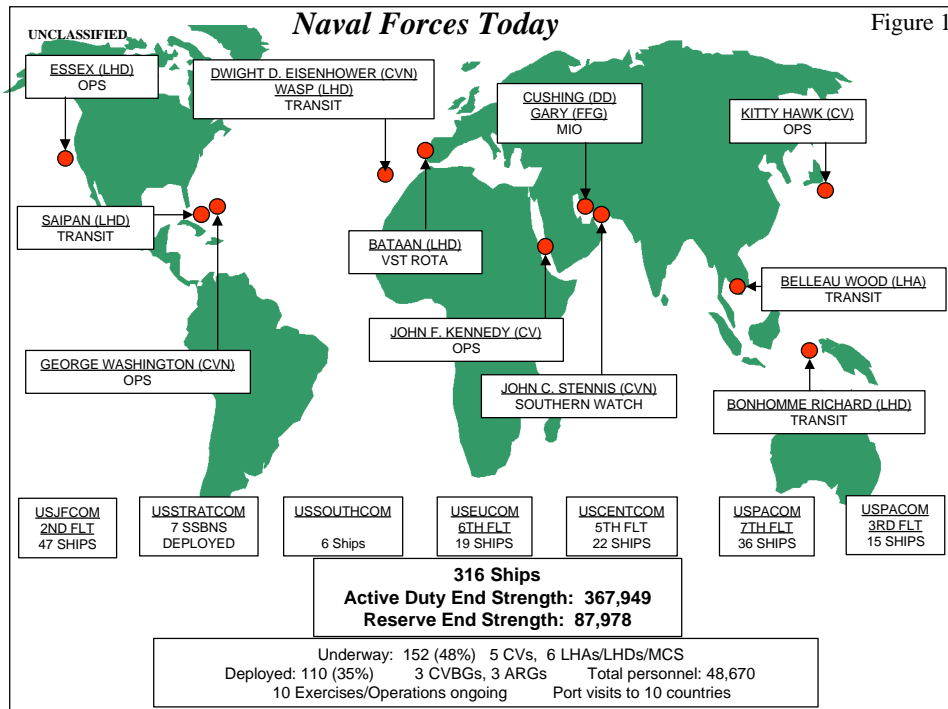 Naval Forces Today
Figure 1
UNCLASSIFIED
ESSEX (LHD)
OPS
DWIGHT D. EISENHOWER (CVN)
WASP (LHD)
TRANSIT
CUSHING (DD)
GARY (FFG)
MIO
KITTY HAWK (CV)
OPS
SAIPAN (LHD)
TRANSIT
BATAAN (LHD)
VST ROTA
BELLEAU WOOD (LHA)
TRANSIT
GEORGE WASHINGTON (CVN)
OPS
JOHN F. KENNEDY (CV)
OPS
JOHN C. STENNIS (CVN)
SOUTHERN WATCH
BONHOMME RICHARD (LHD)
TRANSIT
USJFCOM
2ND FLT
47 SHIPS
USSTRATCOM
7 SSBNS
DEPLOYED
USSOUTHCOM
6 Ships
USEUCOM
6TH FLT
19 SHIPS
USCENTCOM
5TH FLT
22 SHIPS
USPACOM
7TH FLT
36 SHIPS
USPACOM
3RD FLT
15 SHIPS
316 Ships
Active Duty End Strength: 367,949
Reserve End Strength: 87,978
Underway: 152 (48%) 5 CVs, 6 LHAs/LHDs/MCS
Deployed: 110 (35%) 3 CVBGs, 3 ARGs Total personnel: 48,670
10 Exercises/Operations ongoing Port visits to 10 countries